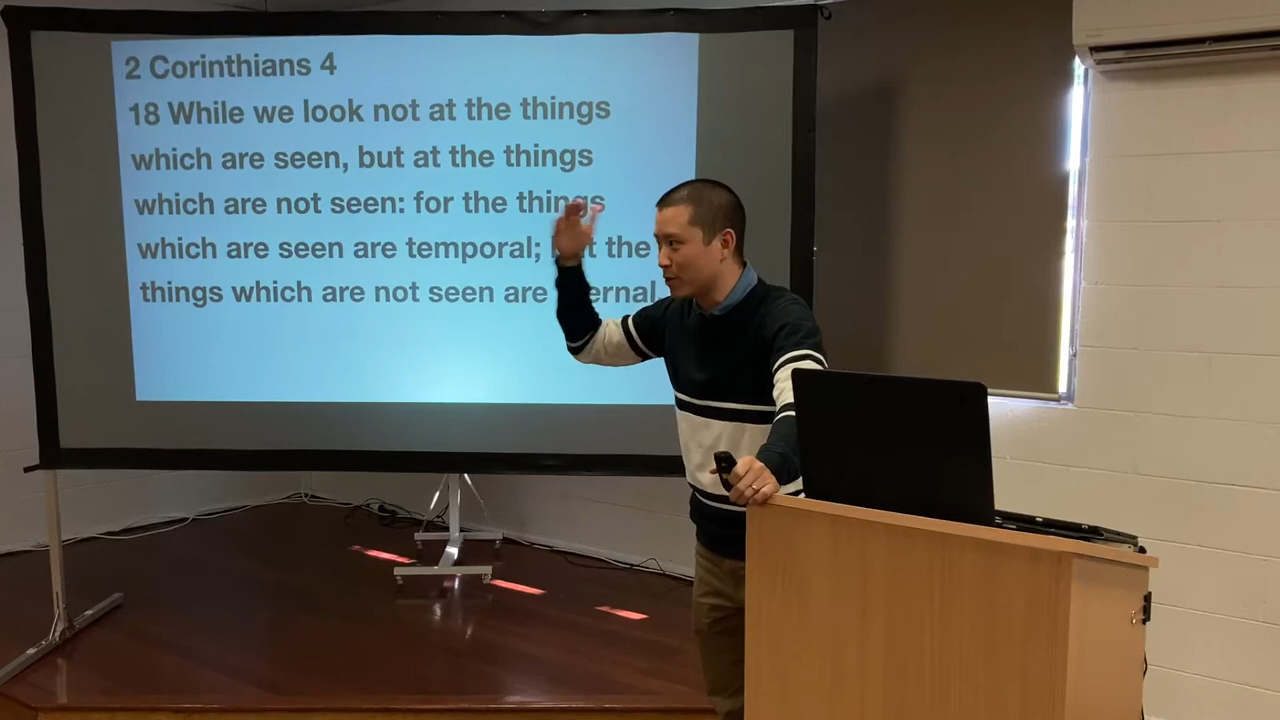 2 Corinthians 4
18 While we look not at the things
which are seen, but at the things
which are not seen: for the things
which are seen are temporal; the
things which are not seen are